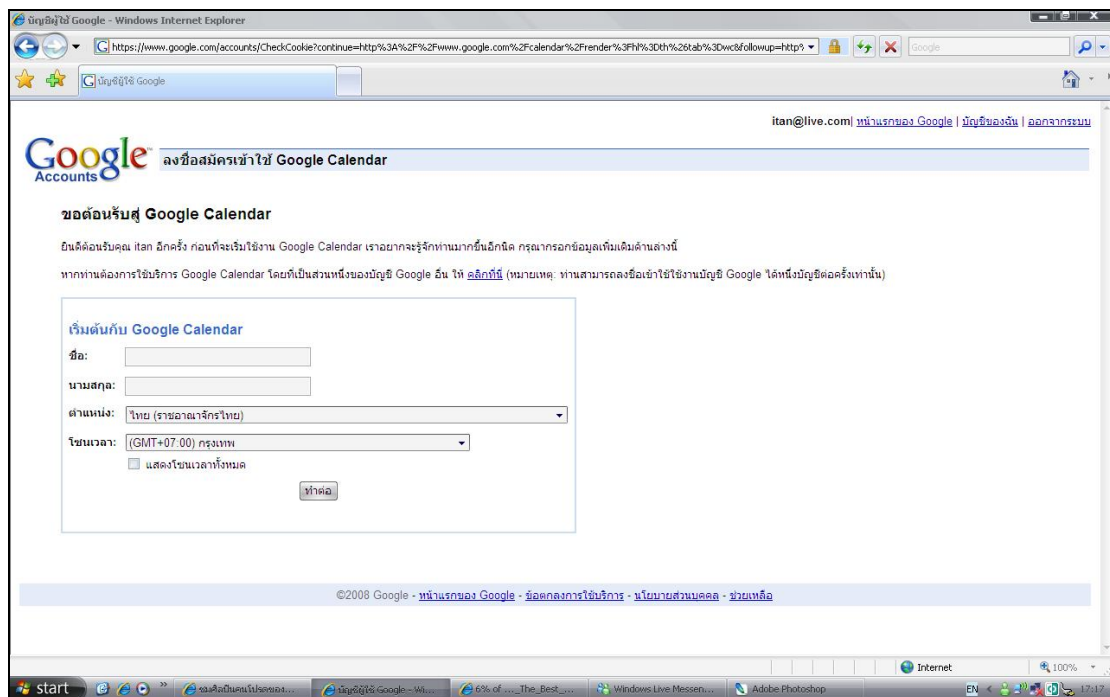 บัญชีผู้ใช้ Google - Windows Internet Explorer
https://www.google.com/accounts/CheckCookie?continue=http%3A%2F%2Fwww.google.com%2Fcalendar%2Frender%3Fhl%3Dth%26tab%3Dwc&followup=http%
Google
บัญชีผู้ใช้ Google
itan@live.com| หน้าแรกของ Google | บัญชีของฉัน | ออกจากระบบ
Google™
Accounts
ลงชื่อสมัครเข้าใช้ Google Calendar
ขอต้อนรับสู่ Google Calendar
ยินดีต้อนรับคุณ itan อีกครั้ง ก่อนที่จะเริ่มใช้งาน Google Calendar เราอยากจะรู้จักท่านมากขึ้นอีกนิด กรุณากรอกข้อมูลเพิ่มเติมด้านล่างนี้
หากท่านต้องการใช้บริการ Google Calendar โดยที่เป็นส่วนหนึ่งของบัญชี Google อื่น ให้ คลิกที่นี่ (หมายเหตุ: ท่านสามารถลงชื่อเข้าใช้ใช้งานบัญชี Google ได้หนึ่งบัญชีต่อครั้งเท่านั้น)
เริ่มต้นกับ Google Calendar
ชื่อ:
นามสกุล:
ตำแหน่ง: ไทย (ราชอาณาจักรไทย)
โซนเวลา: (GMT+07:00) กรุงเทพ
แสดงโซนเวลาทั้งหมด
ทำต่อ
©2008 Google - หน้าแรกของ Google - ข้อตกลงการใช้บริการ - นโยบายส่วนบุคคล - ช่วยเหลือ
Internet
100%
start
บัญชีผู้ใช้ Google - Wi...
6% of ..._The_Best_...
Windows Live Messen...
Adobe Photoshop
EN
17:17